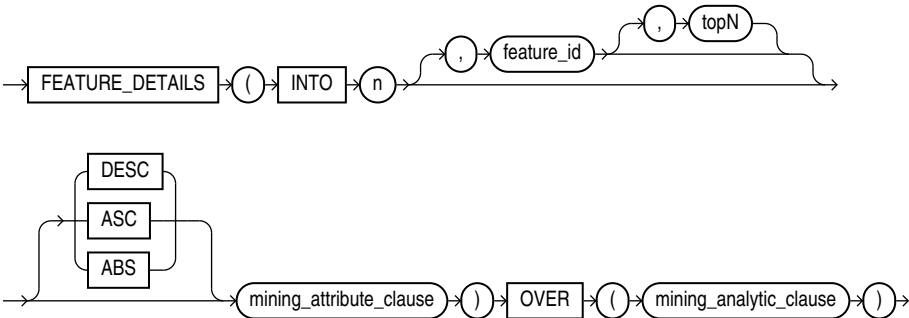 , topN
, feature_id
FEATURE_DETAILS ( INTO n
DESC
ASC
ABS
mining_attribute_clause ) OVER ( mining_analytic_clause )